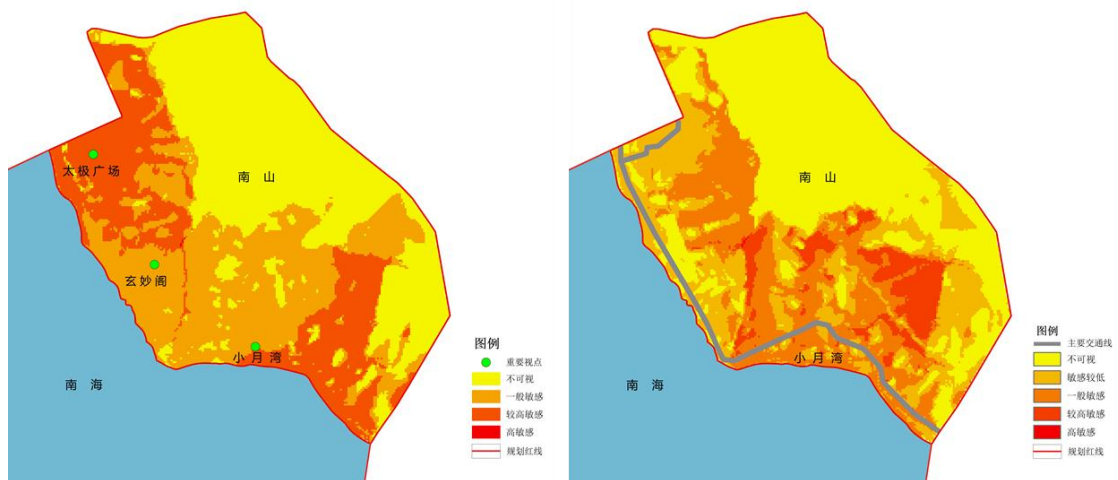 太极广场
南 山
玄妙阁
小月湾
南 海
图例
重要视点
不可视
一般敏感
较高敏感
高敏感
规划红线
南 山
小月湾
南 海
图例
主要交通线
不可视
敏感较低
一般敏感
较高敏感
高敏感
规划红线